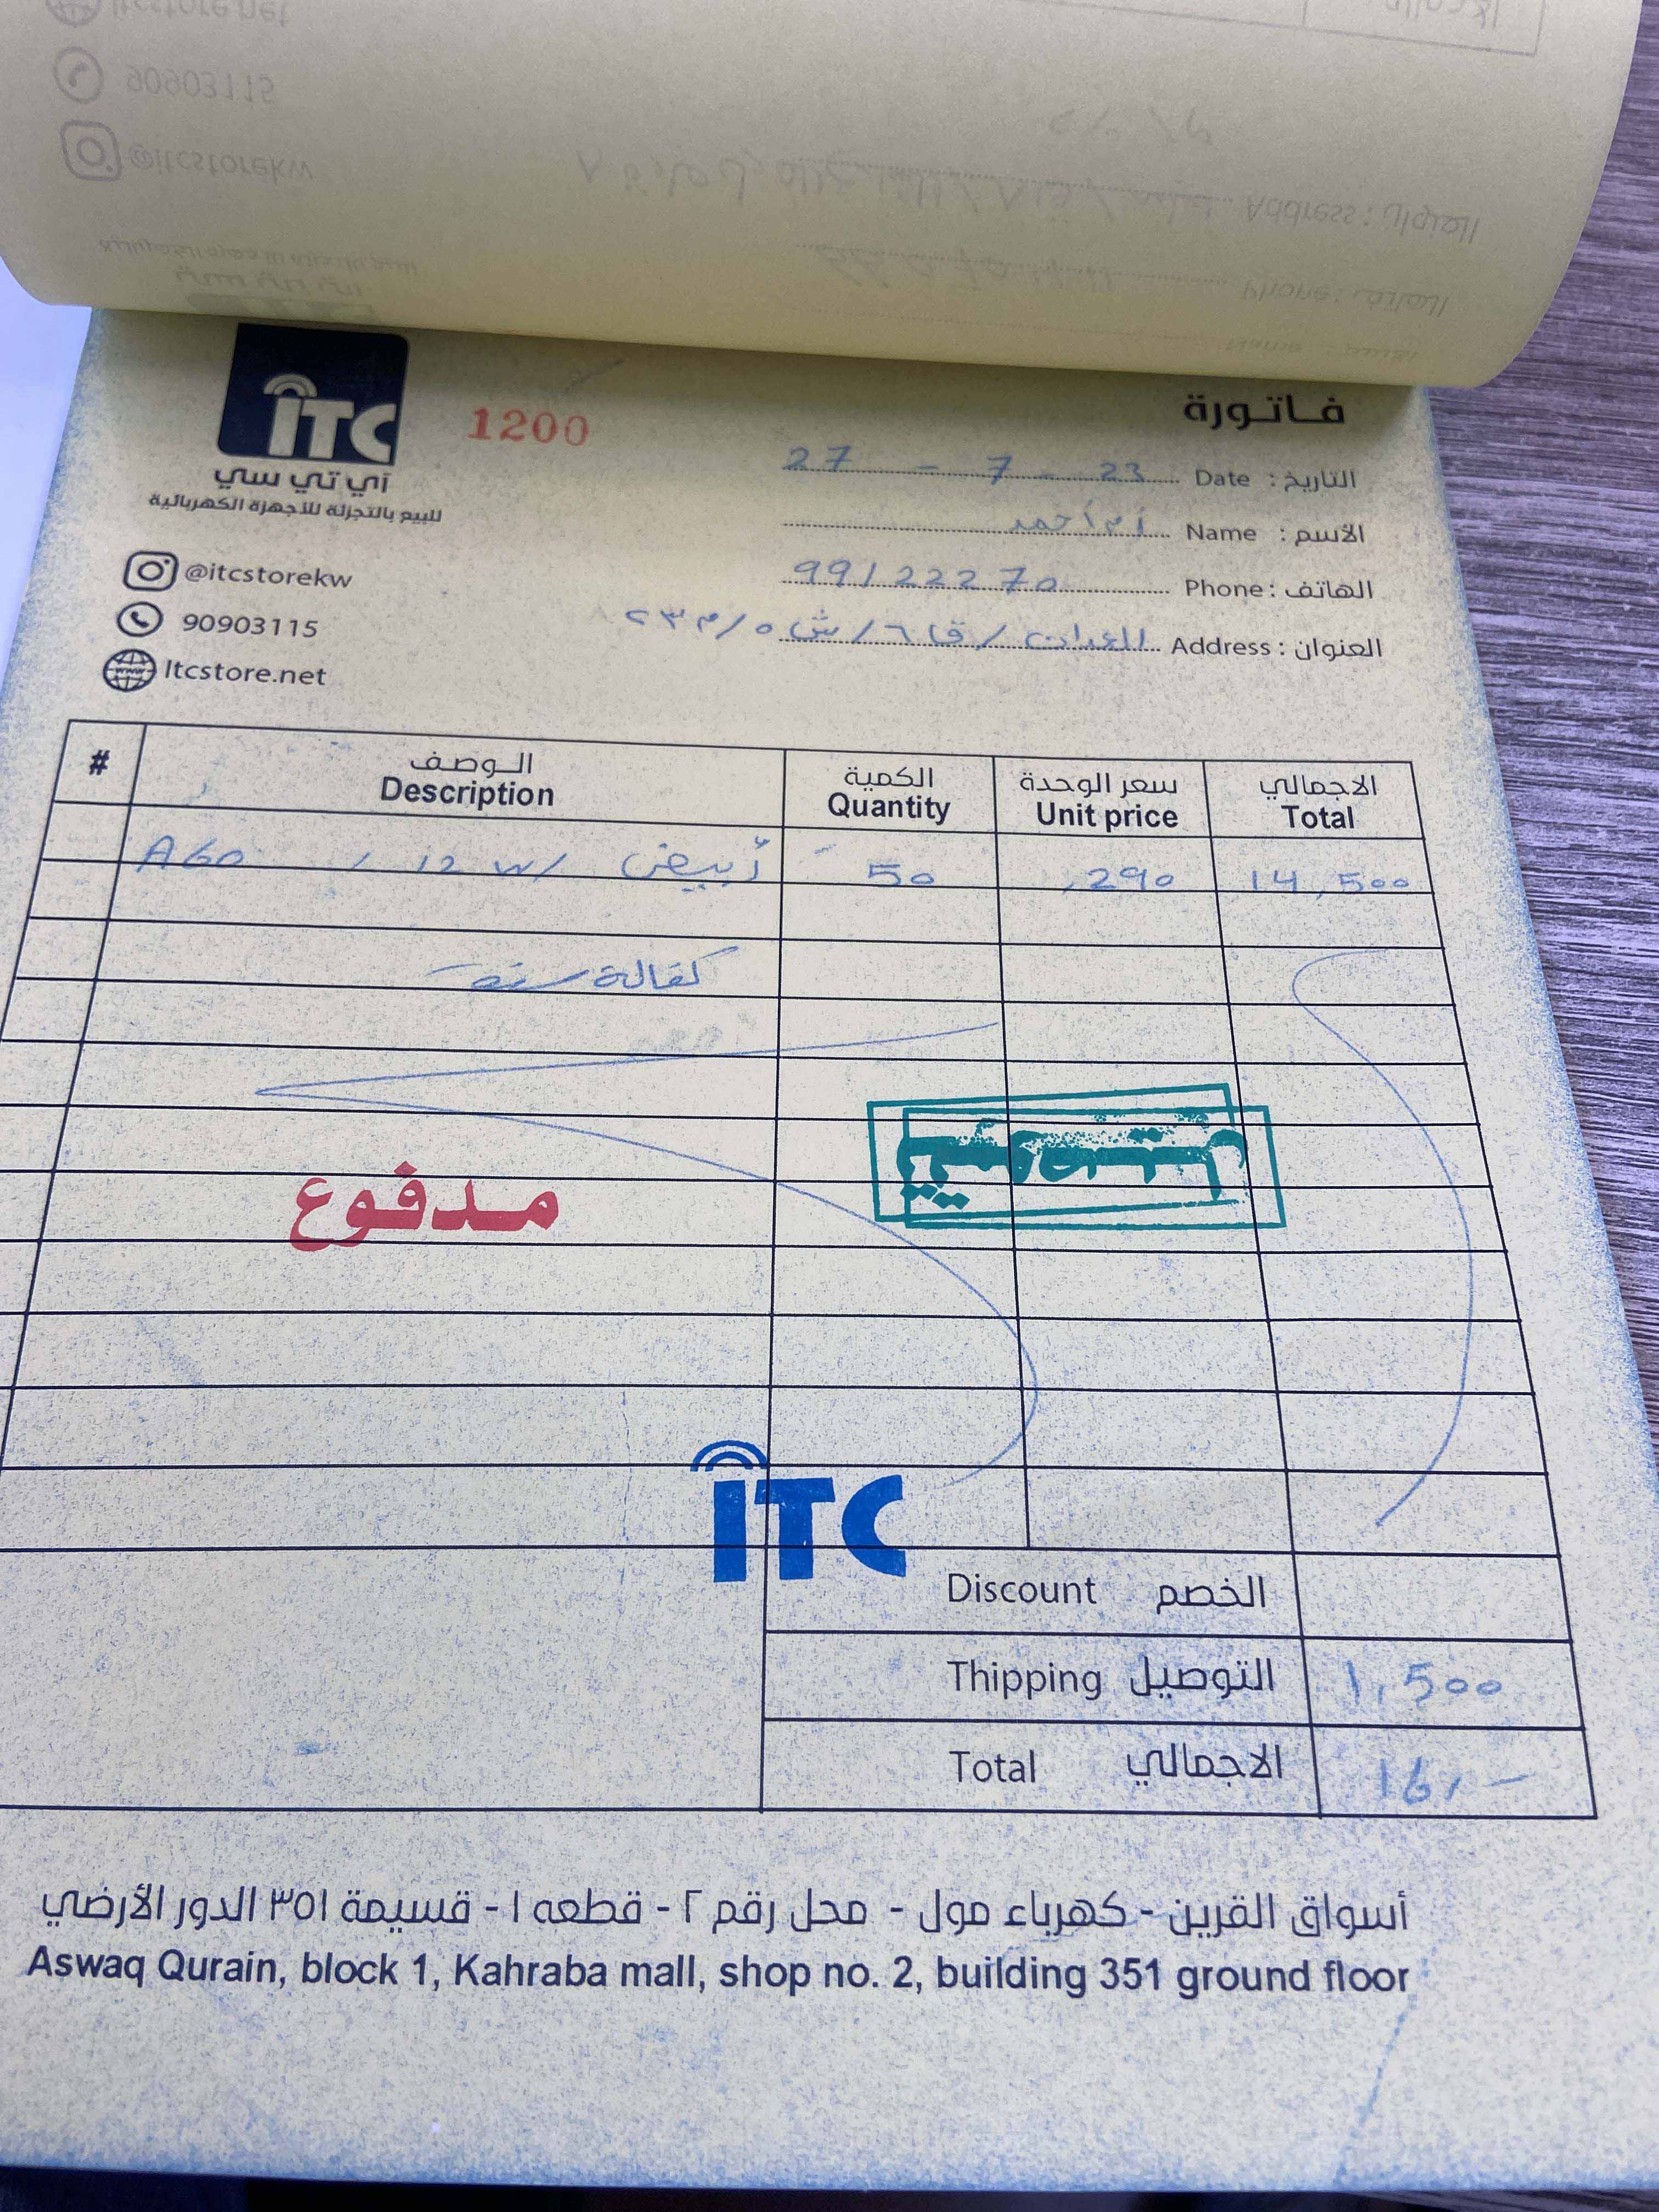 ITC
آي تي سي
للبيع بالتجزئة للأجهزة الكهربائية
1200
@itcstorekw
90903115
Itcstore.net
فاتورة
التاريخ : Date 27 - 7 - 23
الاسم : Name أم أحمد
الهاتف : Phone 99122270
العنوان : Address العدان / ق ٦ / ش ٥ / م ٢٣
# الوصف الكمية سعر الوحدة الاجمالي
Description Quantity Unit price Total
A60 / 12 W / أبيض 50 ,290 14,500
كفالة سنة
مدفوع
ITC
Discount الخصم
Thipping التوصيل 1,500
Total الاجمالي 16,-
أسواق القرين - كهرباء مول - محل رقم ٢ - قطعه ١ - قسيمة ٣٥١ الدور الأرضي
Aswaq Qurain, block 1, Kahraba mall, shop no. 2, building 351 ground floor